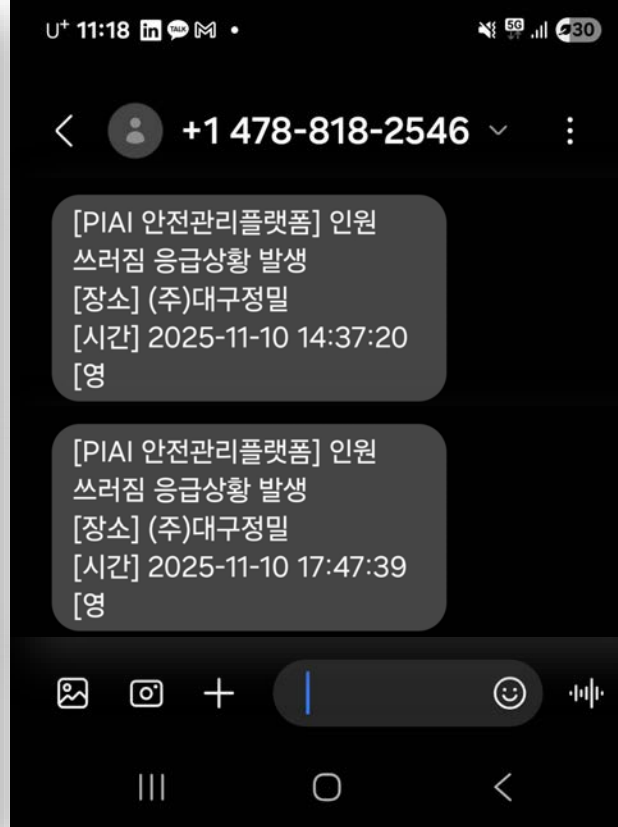 U⁺ 11:18 in TALK M •
5G 30
+1 478-818-2546
[PIAI 안전관리플랫폼] 인원
쓰러짐 응급상황 발생
[장소] (주)대구정밀
[시간] 2025-11-10 14:37:20
[영
[PIAI 안전관리플랫폼] 인원
쓰러짐 응급상황 발생
[장소] (주)대구정밀
[시간] 2025-11-10 17:47:39
[영